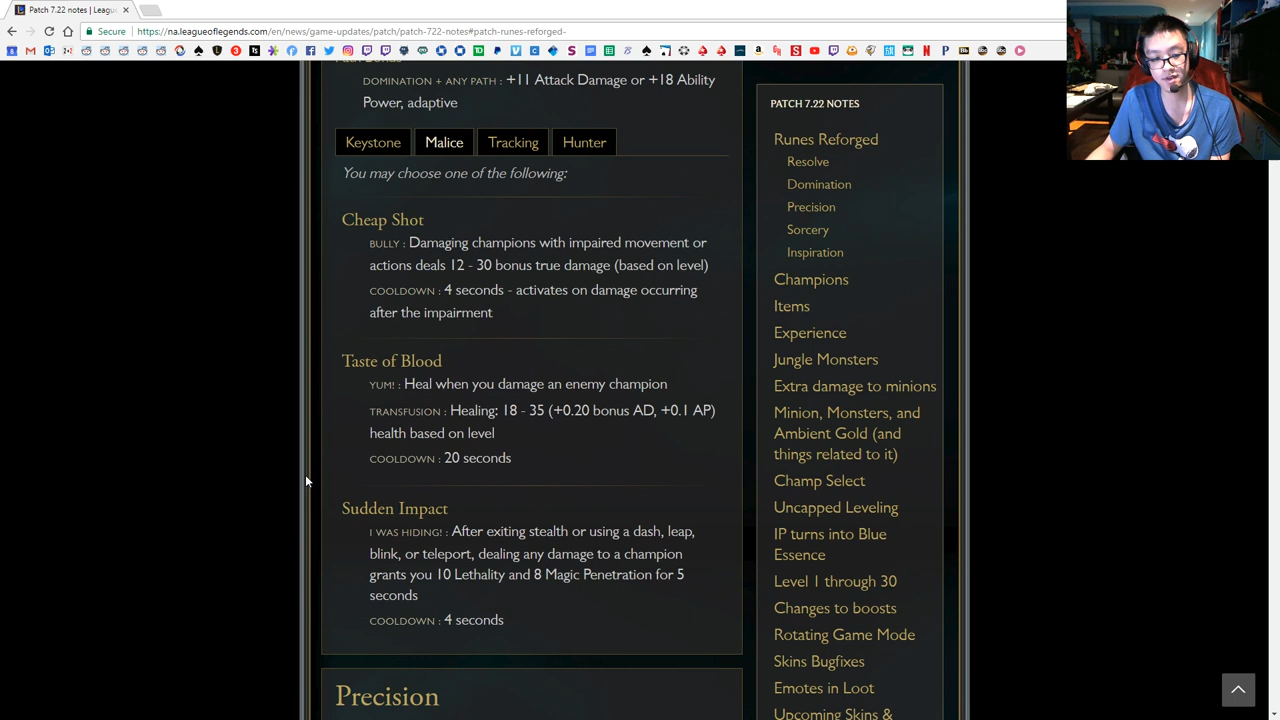 Patch 7.22 notes | Leagu
Secure
https://na.leagueoflegends.com/en/news/game-updates/patch/patch-722-notes#patch-runes-reforged-
DOMINATION + ANY PATH : +11 Attack Damage or +18 Ability
Power, adaptive
Keystone
Malice
Tracking
Hunter
You may choose one of the following:
Cheap Shot
BULLY : Damaging champions with impaired movement or
actions deals 12 - 30 bonus true damage (based on level)
COOLDOWN : 4 seconds - activates on damage occurring
after the impairment
Taste of Blood
YUM! : Heal when you damage an enemy champion
TRANSFUSION : Healing: 18 - 35 (+0.20 bonus AD, +0.1 AP)
health based on level
COOLDOWN : 20 seconds
Sudden Impact
I WAS HIDING! : After exiting stealth or using a dash, leap,
blink, or teleport, dealing any damage to a champion
grants you 10 Lethality and 8 Magic Penetration for 5
seconds
COOLDOWN : 4 seconds
Precision
PATCH 7.22 NOTES
Runes Reforged
Resolve
Domination
Precision
Sorcery
Inspiration
Champions
Items
Experience
Jungle Monsters
Extra damage to minions
Minion, Monsters, and
Ambient Gold (and
things related to it)
Champ Select
Uncapped Leveling
IP turns into Blue
Essence
Level 1 through 30
Changes to boosts
Rotating Game Mode
Skins Bugfixes
Emotes in Loot
Upcoming Skins &